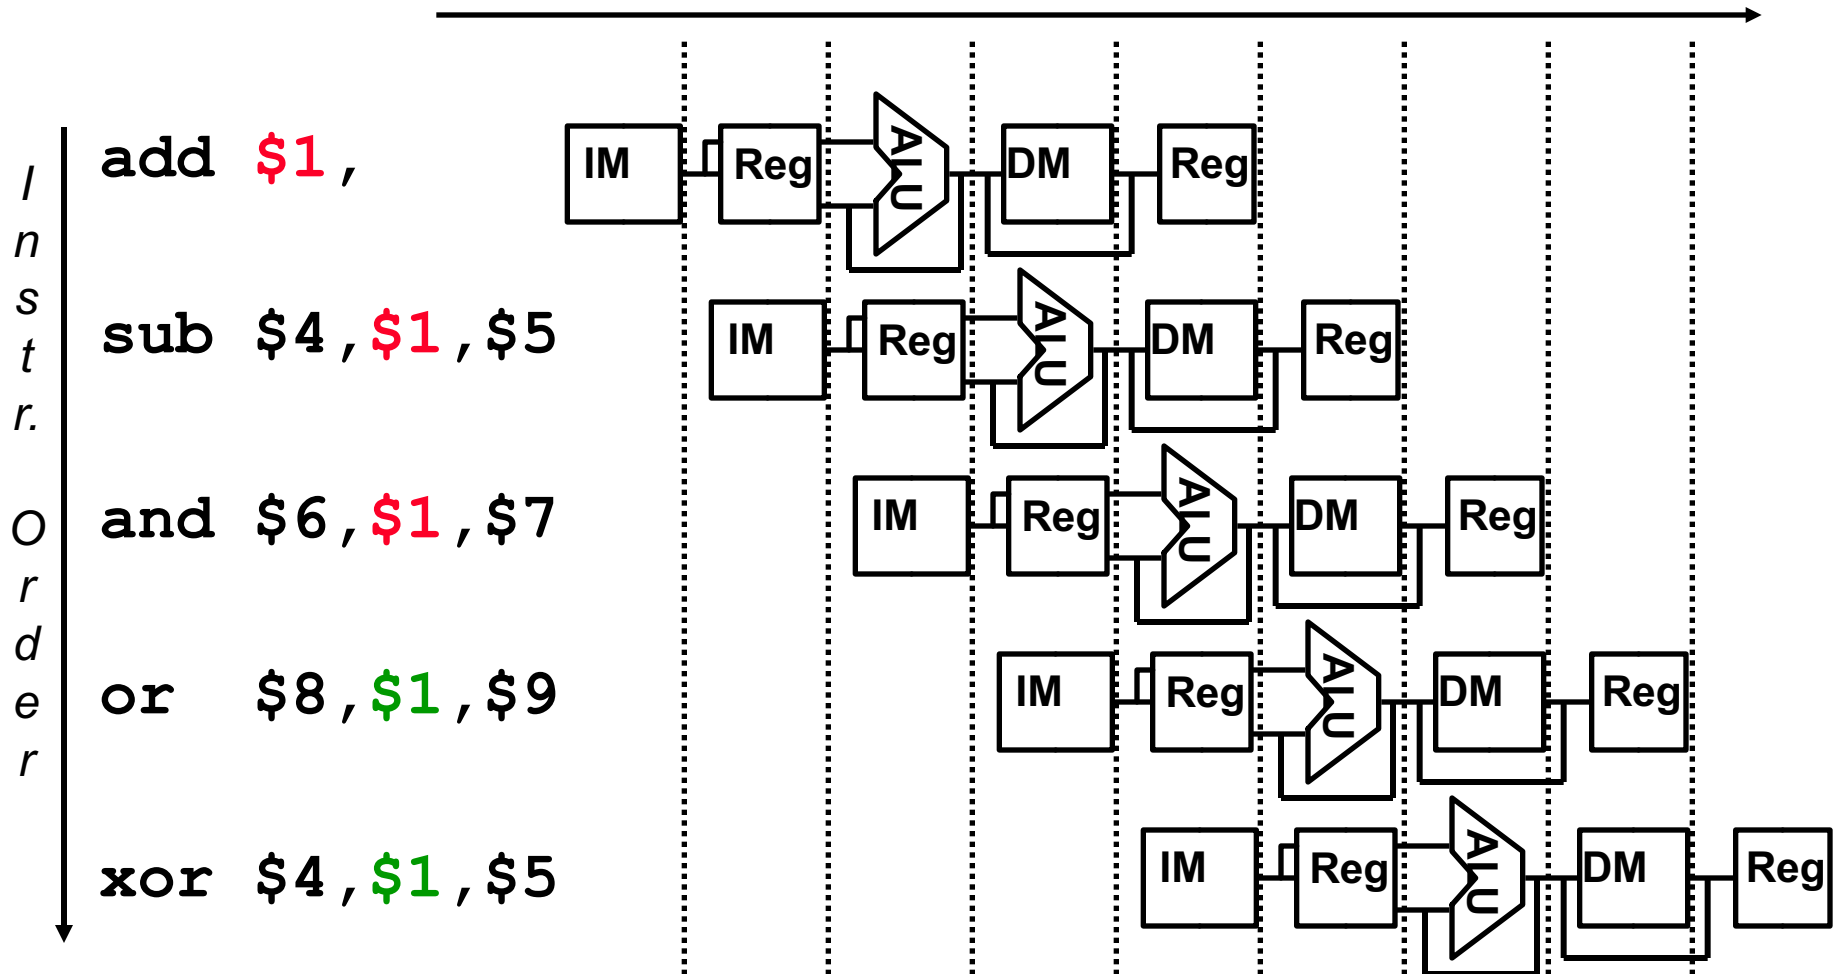 Instr. Order
add $1,
IM Reg ALU DM Reg
sub $4,$1,$5
IM Reg ALU DM Reg
and $6,$1,$7
IM Reg ALU DM Reg
or $8,$1,$9
IM Reg ALU DM Reg
xor $4,$1,$5
IM Reg ALU DM Reg